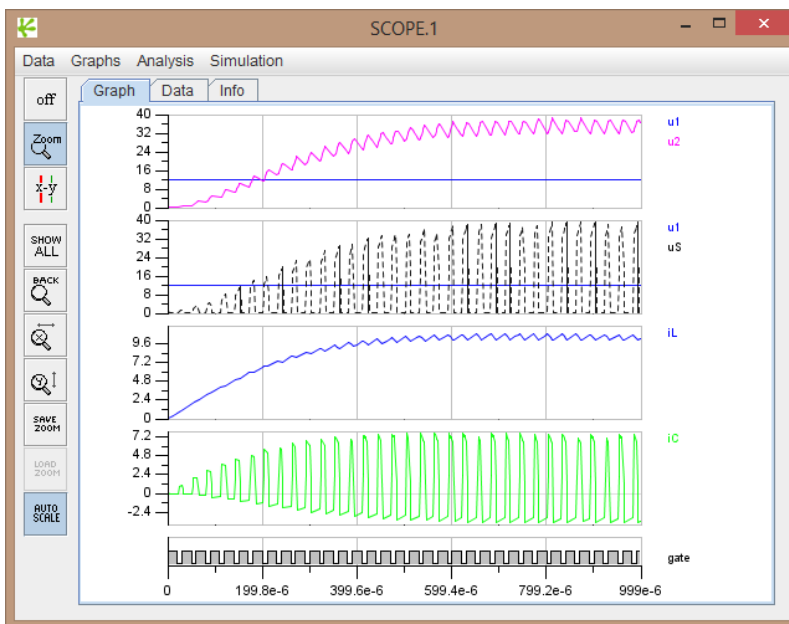 SCOPE.1
Data Graphs Analysis Simulation
off
Zoom
x-y
SHOW
ALL
BACK
X
Y
SAVE
ZOOM
LOAD
ZOOM
AUTO
SCALE
Graph Data Info
40
32
24
16
8
0
u1
u2
40
32
24
16
8
0
u1
uS
9.6
7.2
4.8
2.4
0
iL
7.2
4.8
2.4
0
-2.4
iC
gate
0 199.8e-6 399.6e-6 599.4e-6 799.2e-6 999e-6